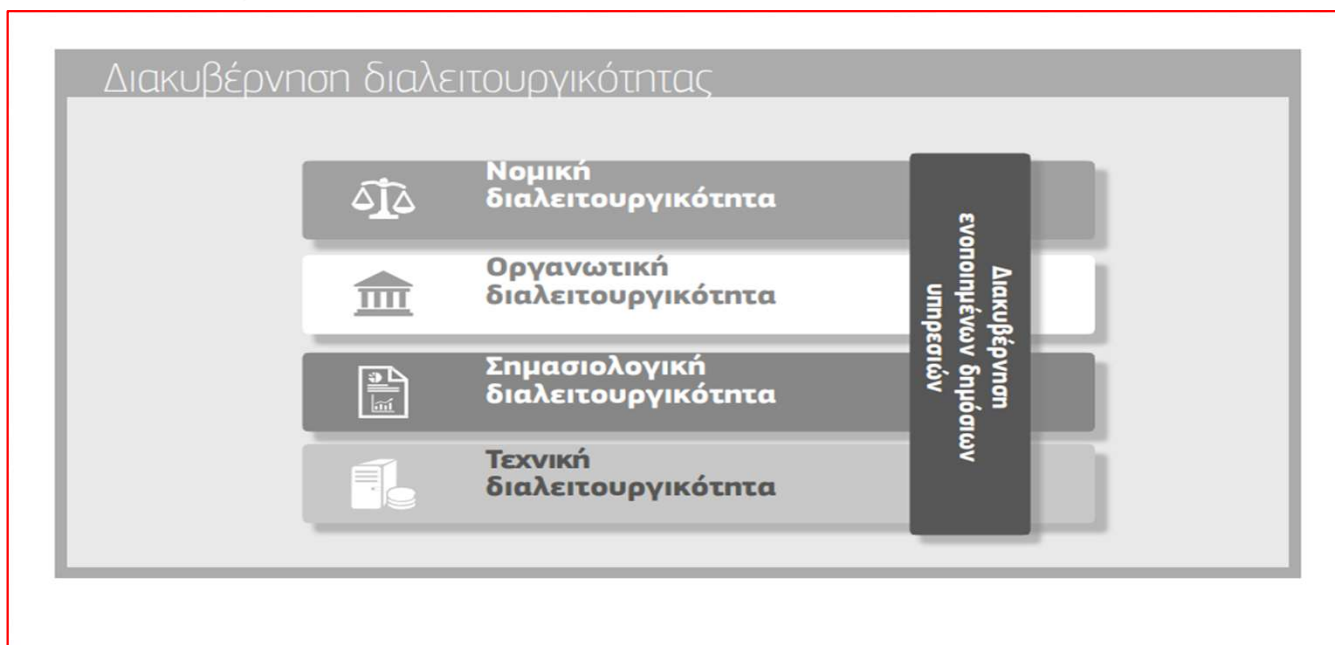 Διακυβέρνηση διαλειτουργικότητας
Νομική
διαλειτουργικότητα
Οργανωτική
διαλειτουργικότητα
Σημασιολογική
διαλειτουργικότητα
Τεχνική
διαλειτουργικότητα
Διακυβέρνηση
ενοποιημένων δημόσιων
υπηρεσιών